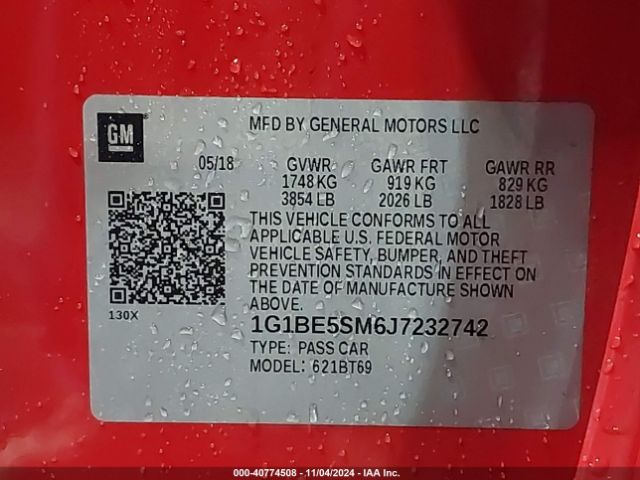 GM
MFD BY GENERAL MOTORS LLC
05/18 GVWR GAWR FRT GAWR RR
1748 KG 919 KG 829 KG
3854 LB 2026 LB 1828 LB
THIS VEHICLE CONFORMS TO ALL
APPLICABLE U.S. FEDERAL MOTOR
VEHICLE SAFETY, BUMPER, AND THEFT
PREVENTION STANDARDS IN EFFECT ON
THE DATE OF MANUFACTURE SHOWN
ABOVE.
130X
1G1BE5SM6J7232742
TYPE: PASS CAR
MODEL: 621BT69
000-40774508 - 11/04/2024 - IAA Inc.